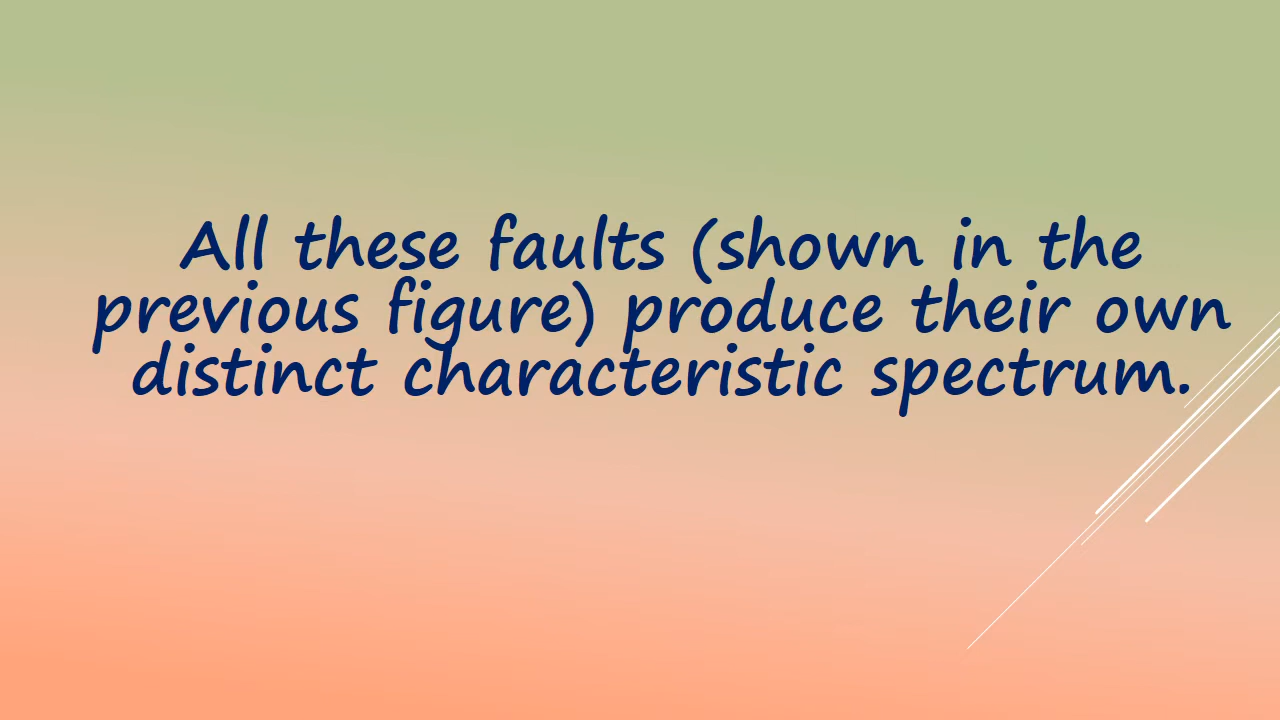 All these faults (shown in the
previous figure) produce their own
distinct characteristic spectrum.